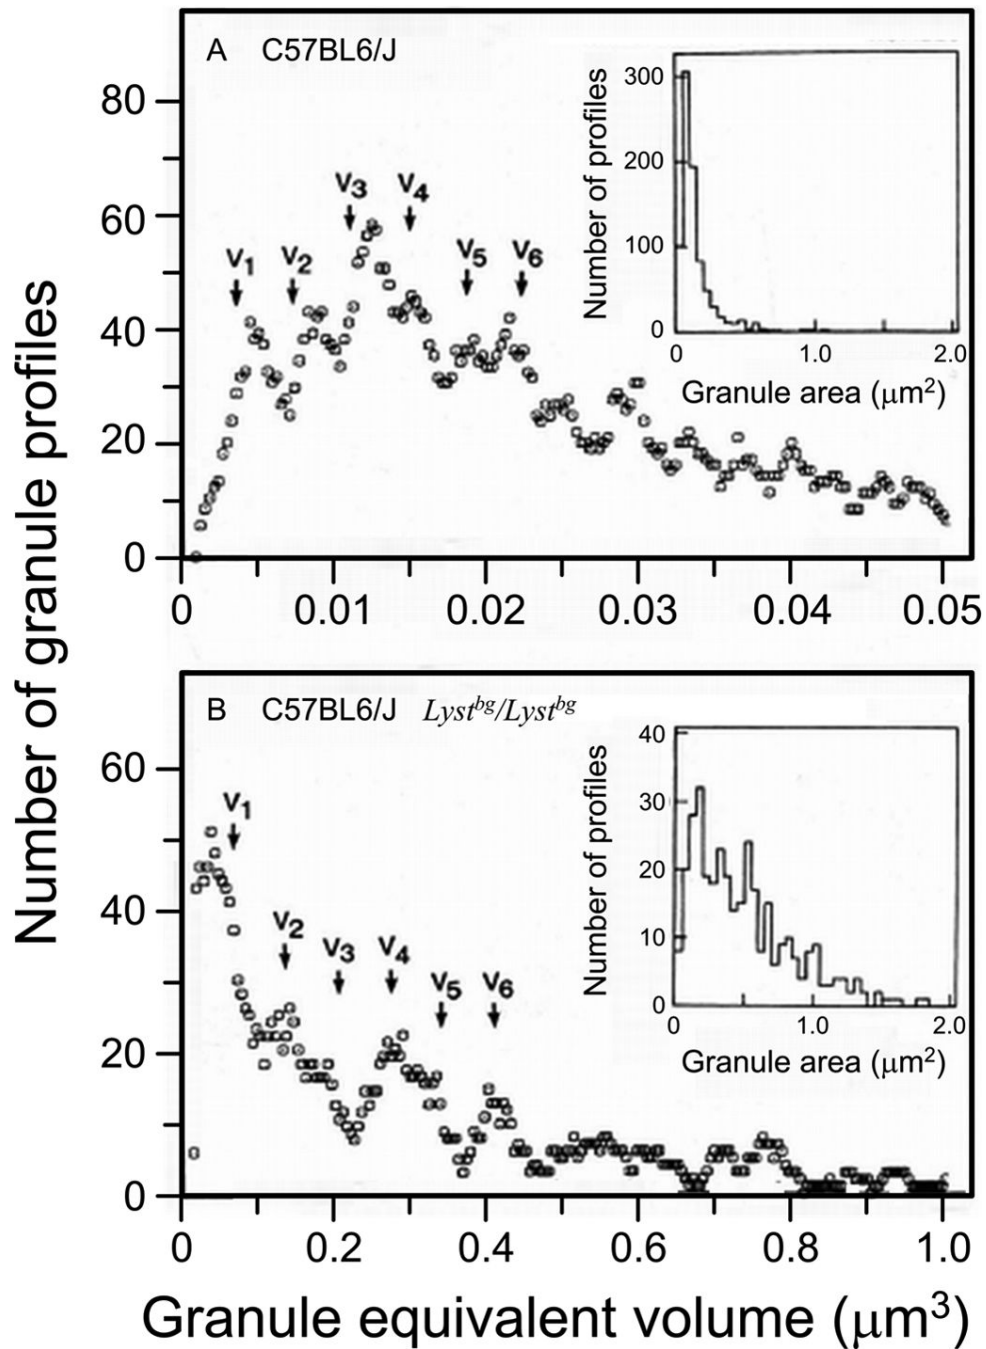 Number of granule profiles
A C57BL6/J
80
60
40
20
0
V1
V2
V3
V4
V5
V6
0 0.01 0.02 0.03 0.04 0.05
Number of profiles
300
200
100
0
0 1.0 2.0
Granule area (μm²)
B C57BL6/J Lyst^bg/Lyst^bg
60
40
20
0
V1
V2
V3
V4
V5
V6
0 0.2 0.4 0.6 0.8 1.0
Number of profiles
40
30
20
10
0
0 1.0 2.0
Granule area (μm²)
Granule equivalent volume (μm³)